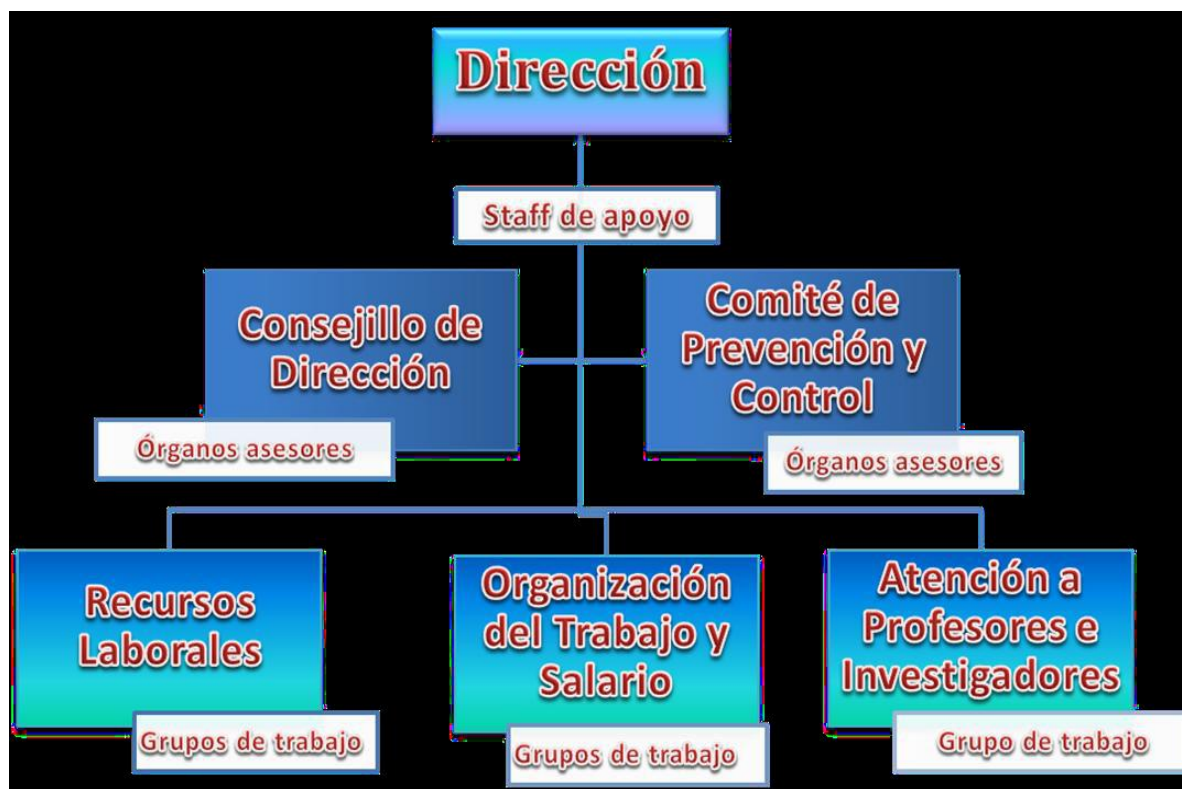 Dirección
Staff de apoyo
Consejillo de
Dirección
Órganos asesores
Comité de
Prevención y
Control
Órganos asesores
Recursos
Laborales
Grupos de trabajo
Organización
del Trabajo y
Salario
Grupos de trabajo
Atención a
Profesores e
Investigadores
Grupo de trabajo